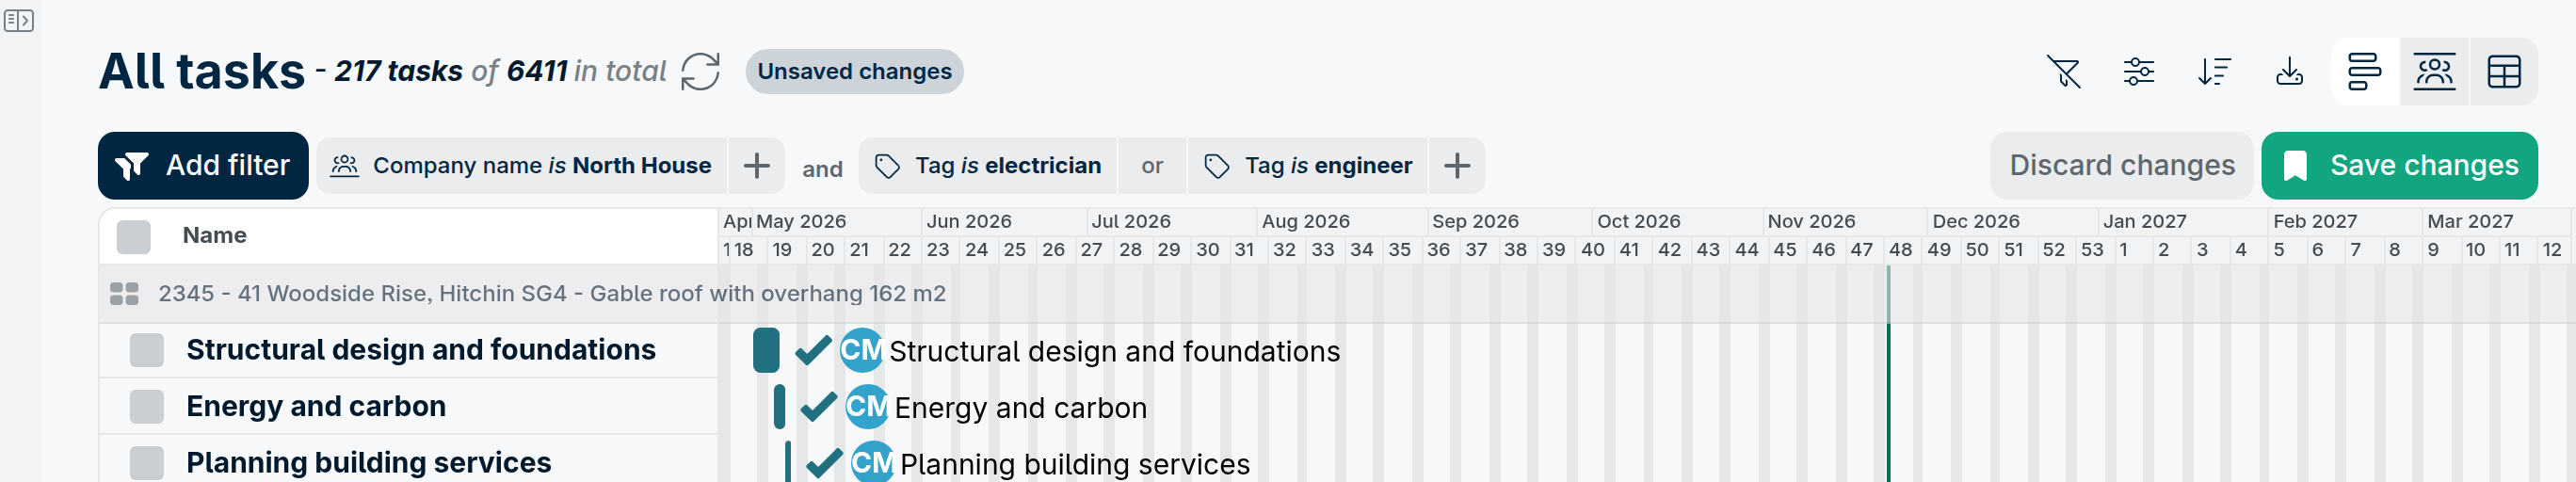 All tasks - 217 tasks of 6411 in total Unsaved changes
Add filter Company name is North House + and Tag is electrician or Tag is engineer + Discard changes Save changes
Name
Apr May 2026 Jun 2026 Jul 2026 Aug 2026 Sep 2026 Oct 2026 Nov 2026 Dec 2026 Jan 2027 Feb 2027 Mar 2027
1 18 19 20 21 22 23 24 25 26 27 28 29 30 31 32 33 34 35 36 37 38 39 40 41 42 43 44 45 46 47 48 49 50 51 52 53 1 2 3 4 5 6 7 8 9 10 11 12
2345 - 41 Woodside Rise, Hitchin SG4 - Gable roof with overhang 162 m2
Structural design and foundations CM Structural design and foundations
Energy and carbon CM Energy and carbon
Planning building services CM Planning building services